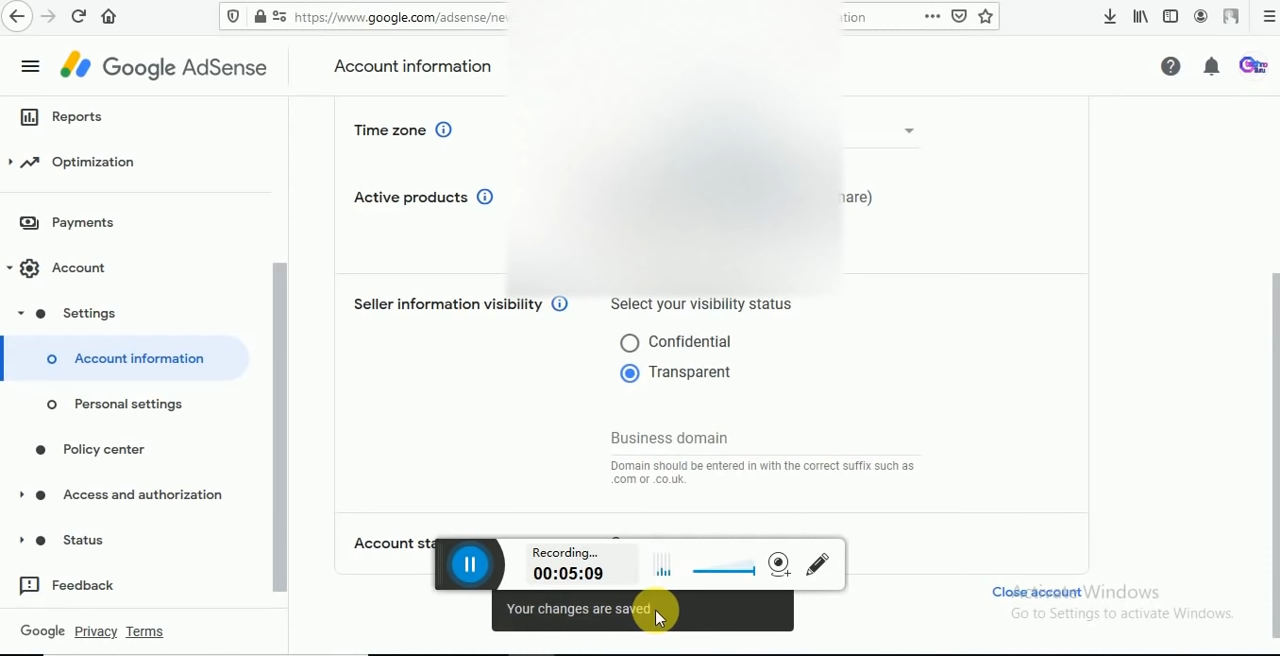 https://www.google.com/adsense/ne
tion
Google AdSense
Account information
Reports
Optimization
Payments
Account
Settings
Account information
Personal settings
Policy center
Access and authorization
Status
Feedback
Google Privacy Terms
Time zone
Active products
hare)
Seller information visibility
Select your visibility status
Confidential
Transparent
Business domain
Domain should be entered in with the correct suffix such as
.com or .co.uk.
Account sta
Recording...
00:05:09
Your changes are saved
Close account
Activate Windows
Go to Settings to activate Windows.